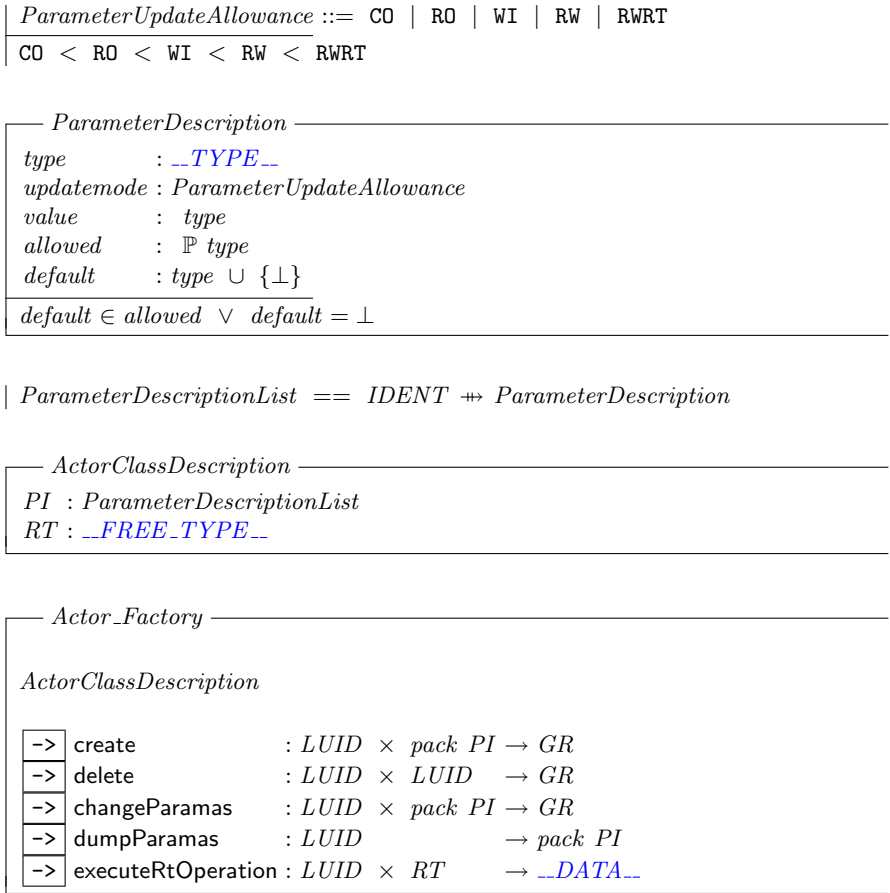 ParameterUpdateAllowance ::= CO | RO | WI | RW | RWRT
CO < RO < WI < RW < RWRT
ParameterDescription
type : __TYPE__
updatemode : ParameterUpdateAllowance
value : type
allowed : ℙ type
default : type ∪ {⊥}
default ∈ allowed ∨ default = ⊥
ParameterDescriptionList == IDENT ⇻ ParameterDescription
ActorClassDescription
PI : ParameterDescriptionList
RT : __FREE_TYPE__
Actor_Factory
ActorClassDescription
-> create : LUID × pack PI → GR
-> delete : LUID × LUID → GR
-> changeParamas : LUID × pack PI → GR
-> dumpParamas : LUID → pack PI
-> executeRtOperation : LUID × RT → __DATA__